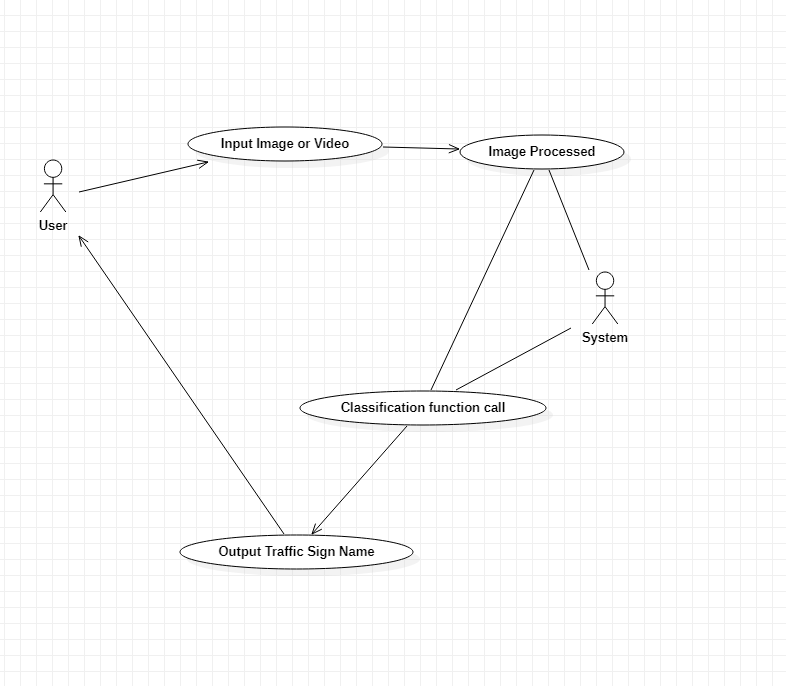 Input Image or Video
Image Processed
User
System
Classification function call
Output Traffic Sign Name